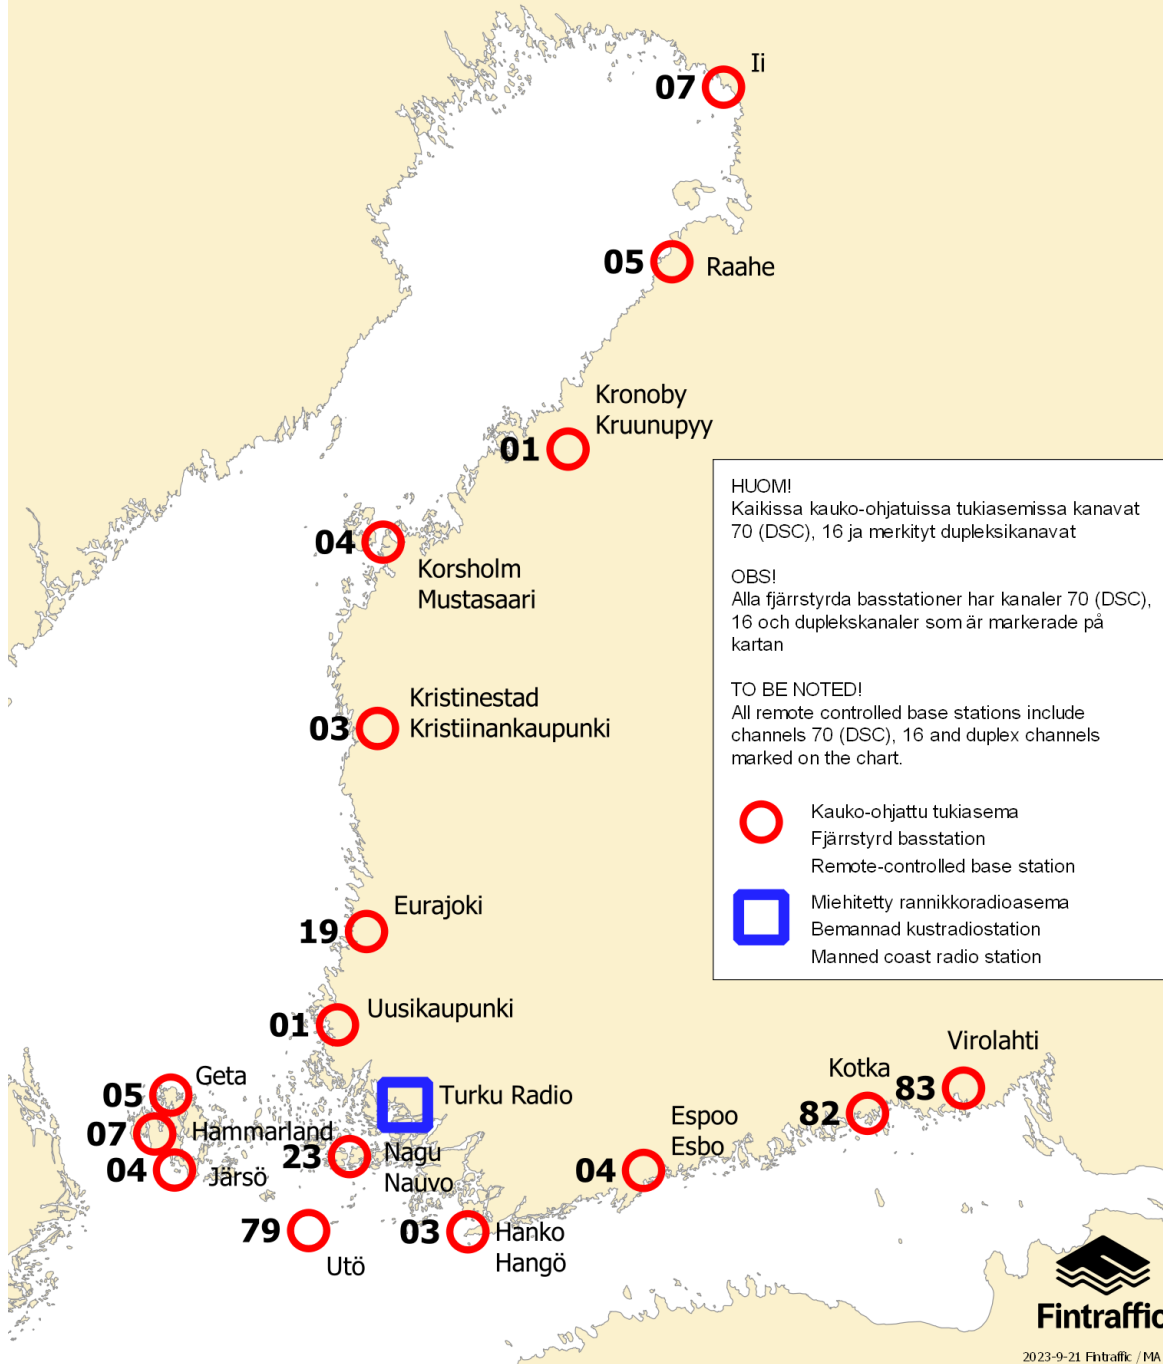 Ii
07
05
Raahe
Kronoby
Kruunupyy
01
04
Korsholm
Mustasaari
Kristinestad
03
Kristiinankaupunki
Eurajoki
19
Uusikaupunki
01
Geta
05
07
Hammarland
04
Järsö
Turku Radio
23
Nagu
Nauvo
79
Utö
03
Hanko
Hangö
Espoo
Esbo
04
Kotka
82
Virolahti
83
HUOM!
Kaikissa kauko-ohjatuissa tukiasemissa kanavat
70 (DSC), 16 ja merkityt dupleksikanavat
OBS!
Alla fjärrstyrda basstationer har kanaler 70 (DSC),
16 och duplekskanaler som är markerade på
kartan
TO BE NOTED!
All remote controlled base stations include
channels 70 (DSC), 16 and duplex channels
marked on the chart.
Kauko-ohjattu tukiasema
Fjärrstyrd basstation
Remote-controlled base station
Miehitetty rannikkoradioasema
Bemannad kustradiostation
Manned coast radio station
Fintraffic
2023-9-21 Fintraffic / MA